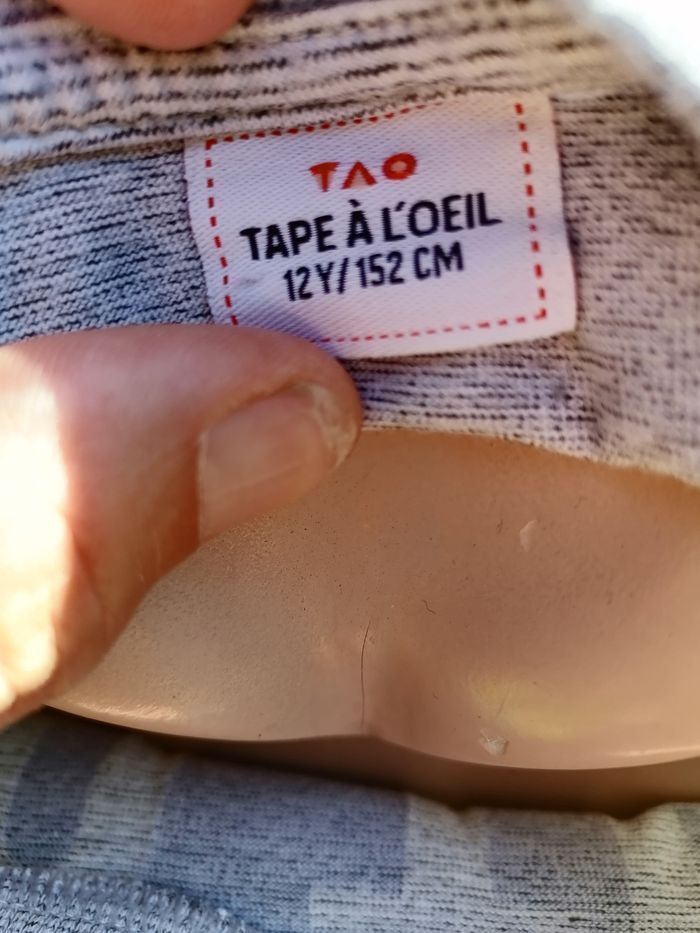 TAO
TAPE À L'OEIL
12Y/152 CM